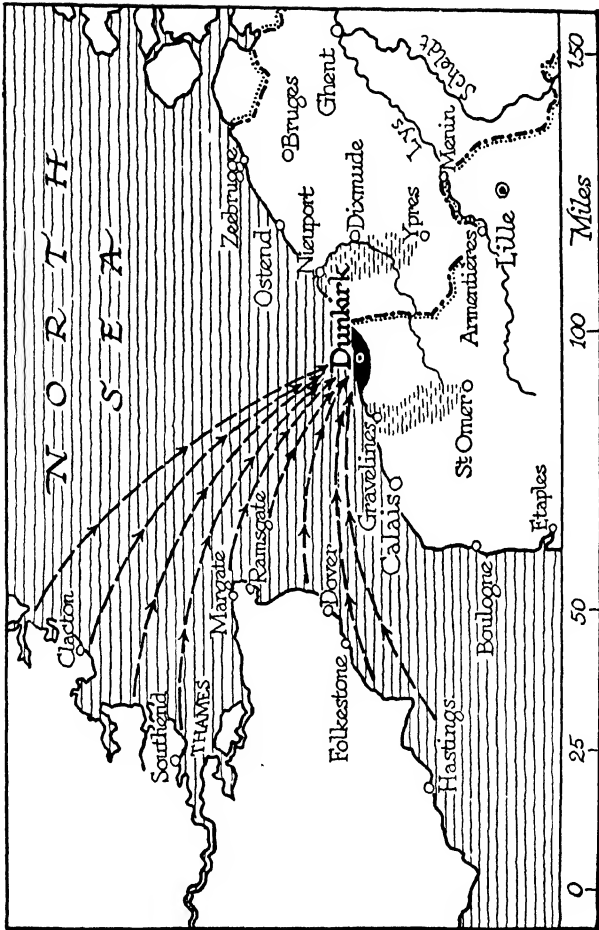 NORTH
SEA
Clacton
Southend
THAMES
Margate
Ramsgate
Dover
Folkestone
Hastings
Zeebrugge
Bruges
Ostend
Ghent
Nieuport
Dixmude
Dunkark
Ypres
Lys
Scheldt
Menin
Gravelines
Calais
St Omer
Armentières
Lille
Boulogne
Etaples
0 25 50 100 Miles 150